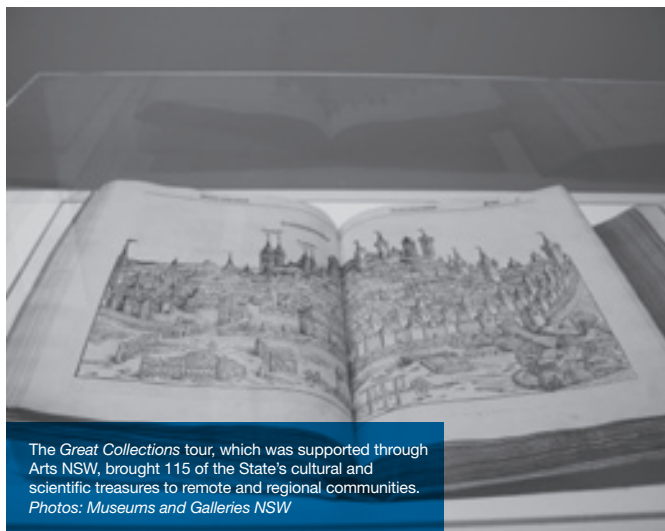 The Great Collections tour, which was supported through
Arts NSW, brought 115 of the State's cultural and
scientific treasures to remote and regional communities.
Photos: Museums and Galleries NSW